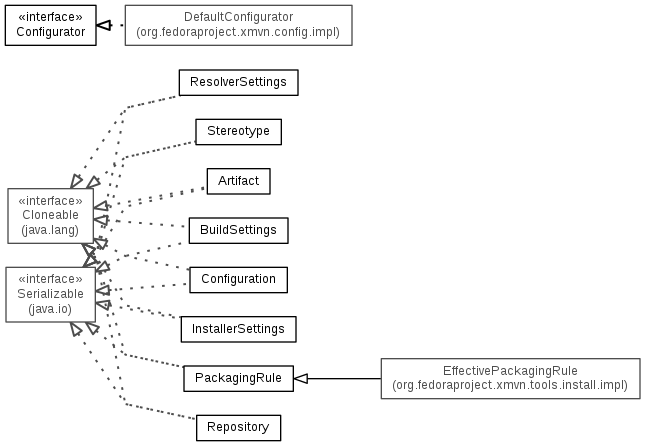 «interface»
Configurator
DefaultConfigurator
(org.fedoraproject.xmvn.config.impl)
ResolverSettings
Stereotype
Artifact
«interface»
Cloneable
(java.lang)
BuildSettings
Configuration
«interface»
Serializable
(java.io)
InstallerSettings
PackagingRule
EffectivePackagingRule
(org.fedoraproject.xmvn.tools.install.impl)
Repository